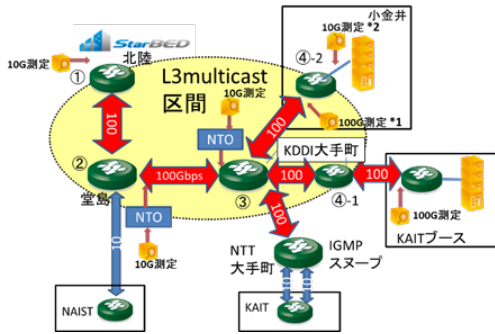 StarBED
北陸
10G測定
①
小金井
10G測定 *2
④-2
L3multicast
区間
10G測定
100G測定 *1
100
100
NTO
KDDI大手町
②
100Gbps
③
100
④-1
100
堂島
NTO
10G測定
100
100G測定
KAITブース
NTT
大手町
IGMP
スヌープ
NAIST
KAIT